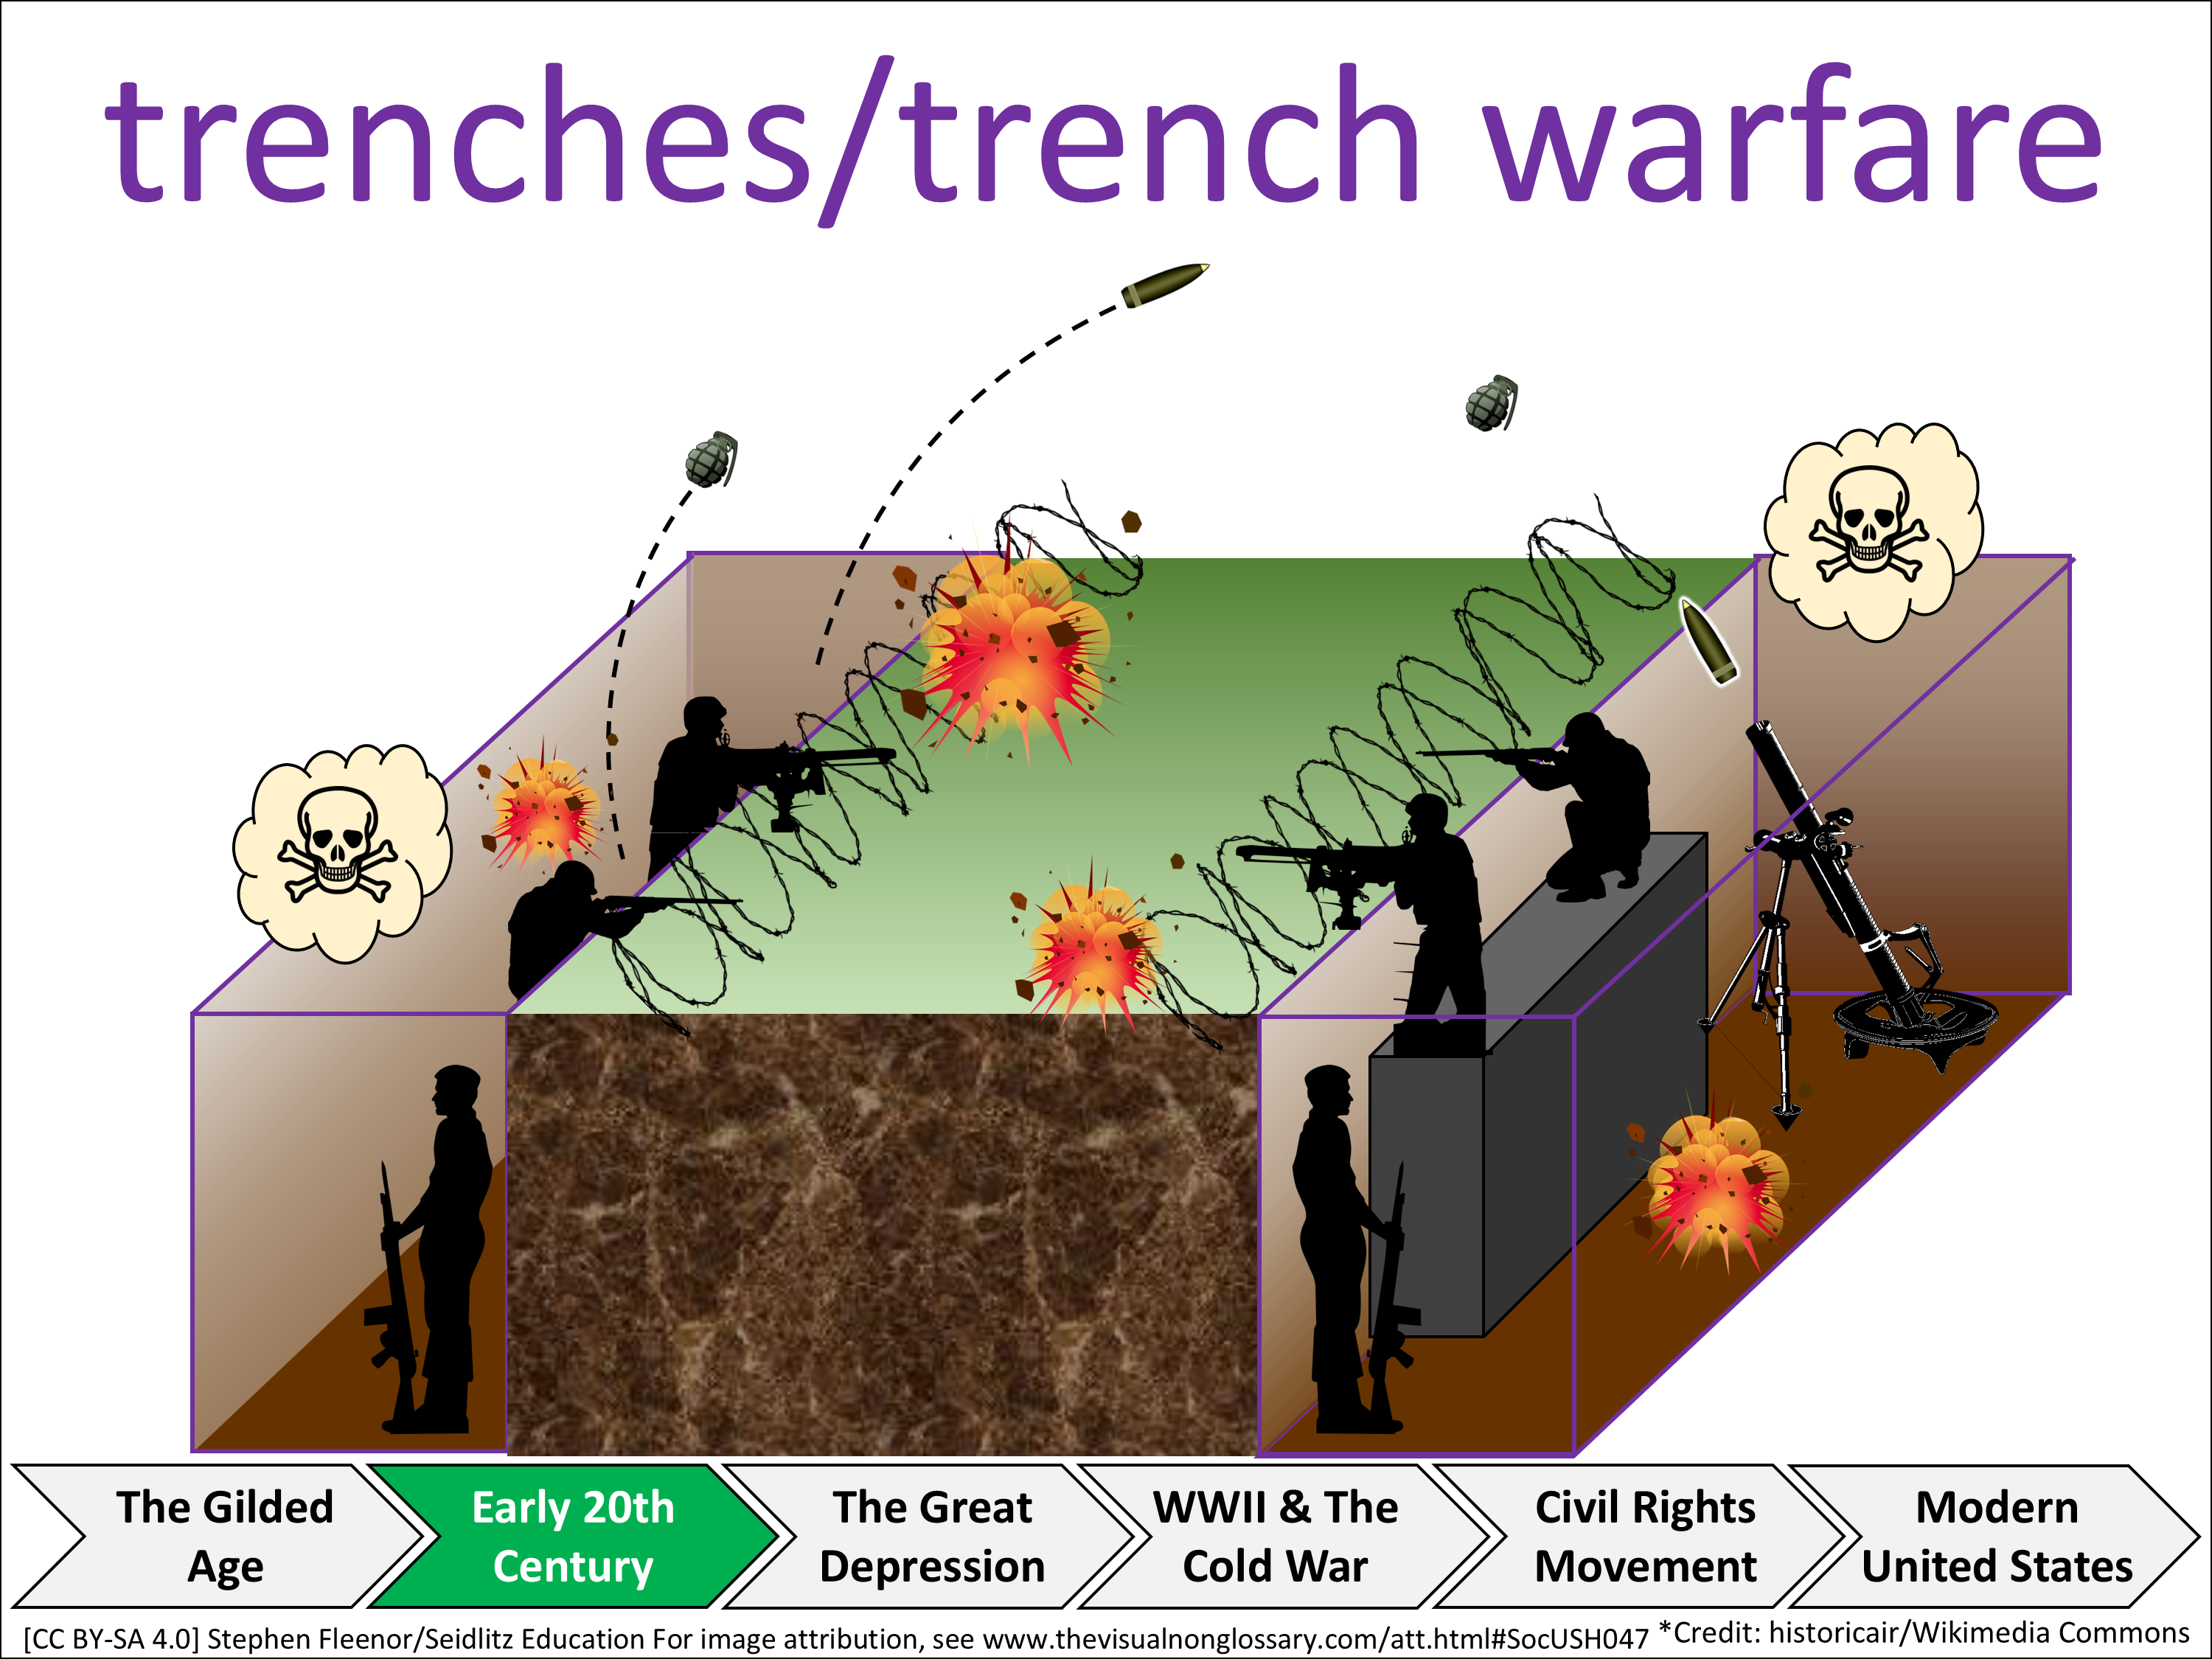 trenches/trench warfare
The Gilded
Age
Early 20th
Century
The Great
Depression
WWII & The
Cold War
Civil Rights
Movement
Modern
United States
[CC BY-SA 4.0] Stephen Fleenor/Seidlitz Education For image attribution, see www.thevisualnonglossary.com/att.html#SocUSH047 *Credit: historicair/Wikimedia Commons